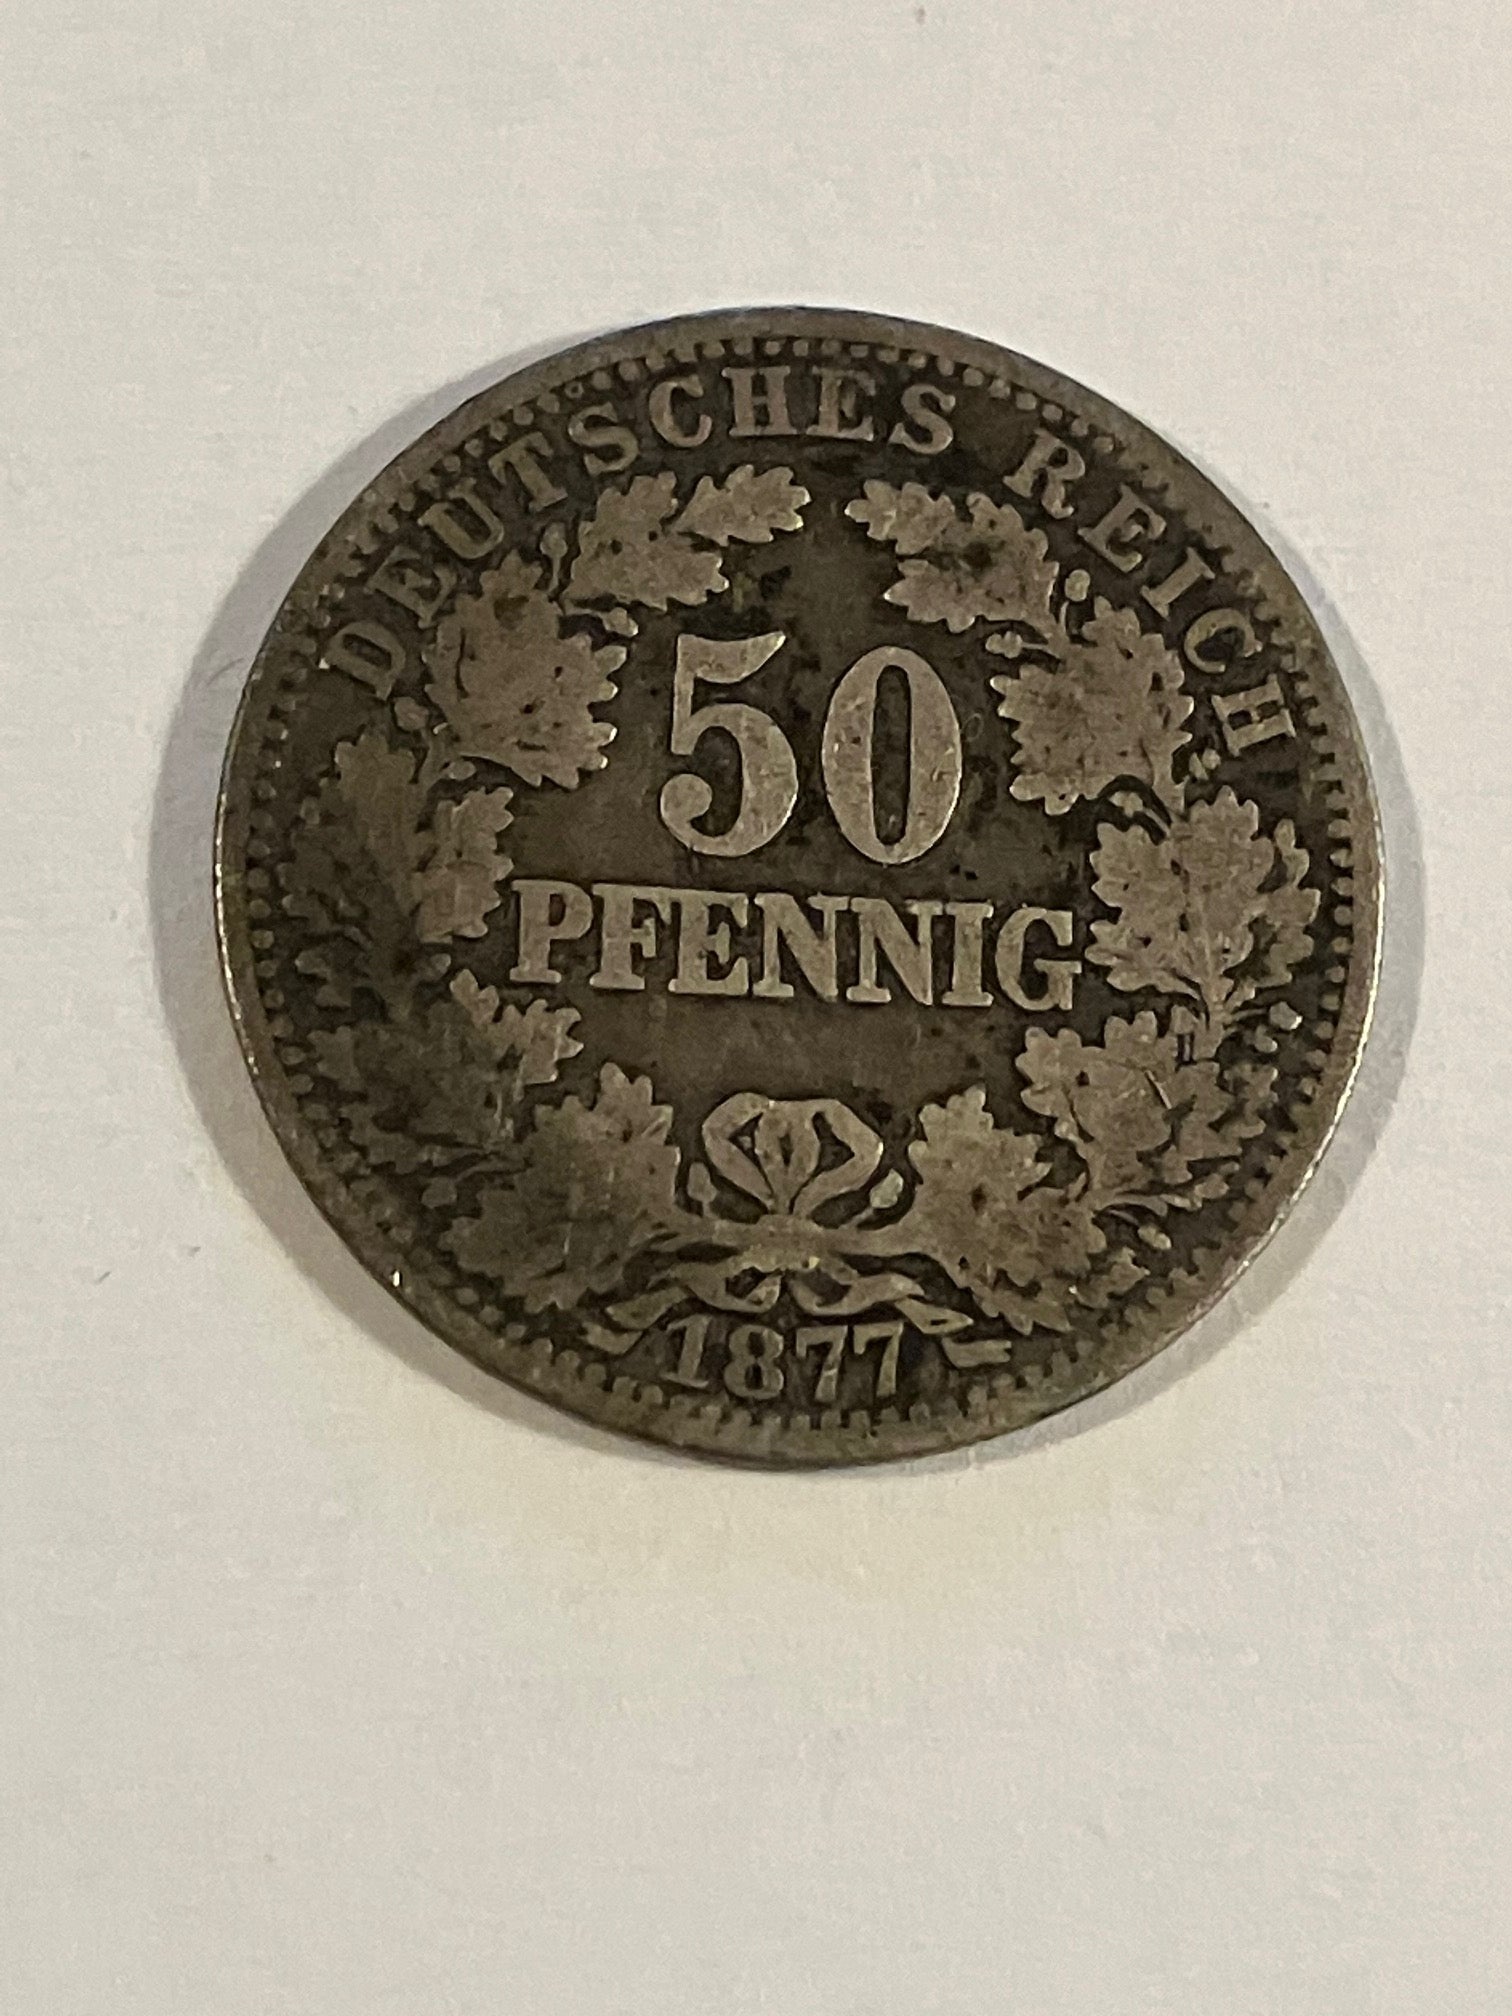 DEUTSCHES REICH
50
PFENNIG
1877